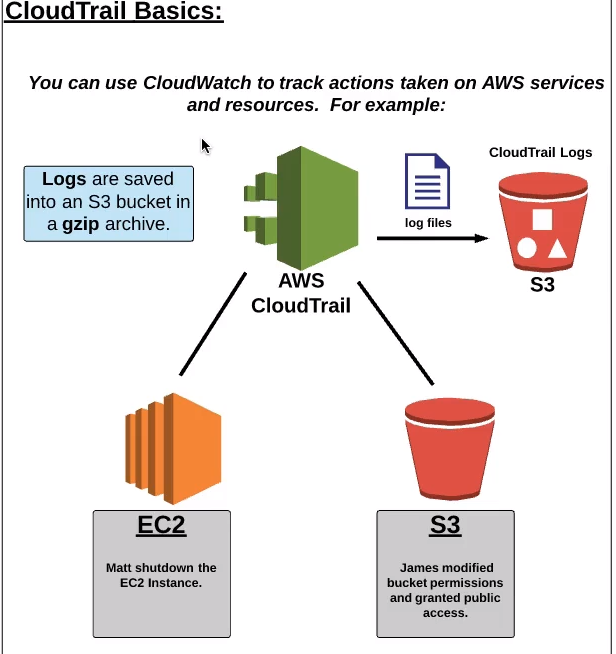 CloudTrail Basics:
You can use CloudWatch to track actions taken on AWS services
and resources.  For example:
Logs are saved
into an S3 bucket in
a gzip archive.
log files
CloudTrail Logs
S3
AWS
CloudTrail
EC2
Matt shutdown the
EC2 Instance.
S3
James modified
bucket permissions
and granted public
access.